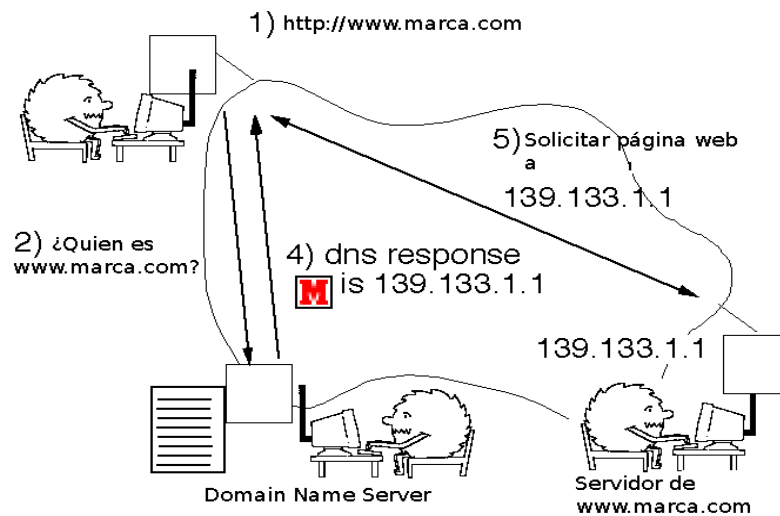 1) http://www.marca.com
5) Solicitar página web
a
139.133.1.1
2) ¿Quien es
www.marca.com?
4) dns response
M is 139.133.1.1
139.133.1.1
Domain Name Server
Servidor de
www.marca.com